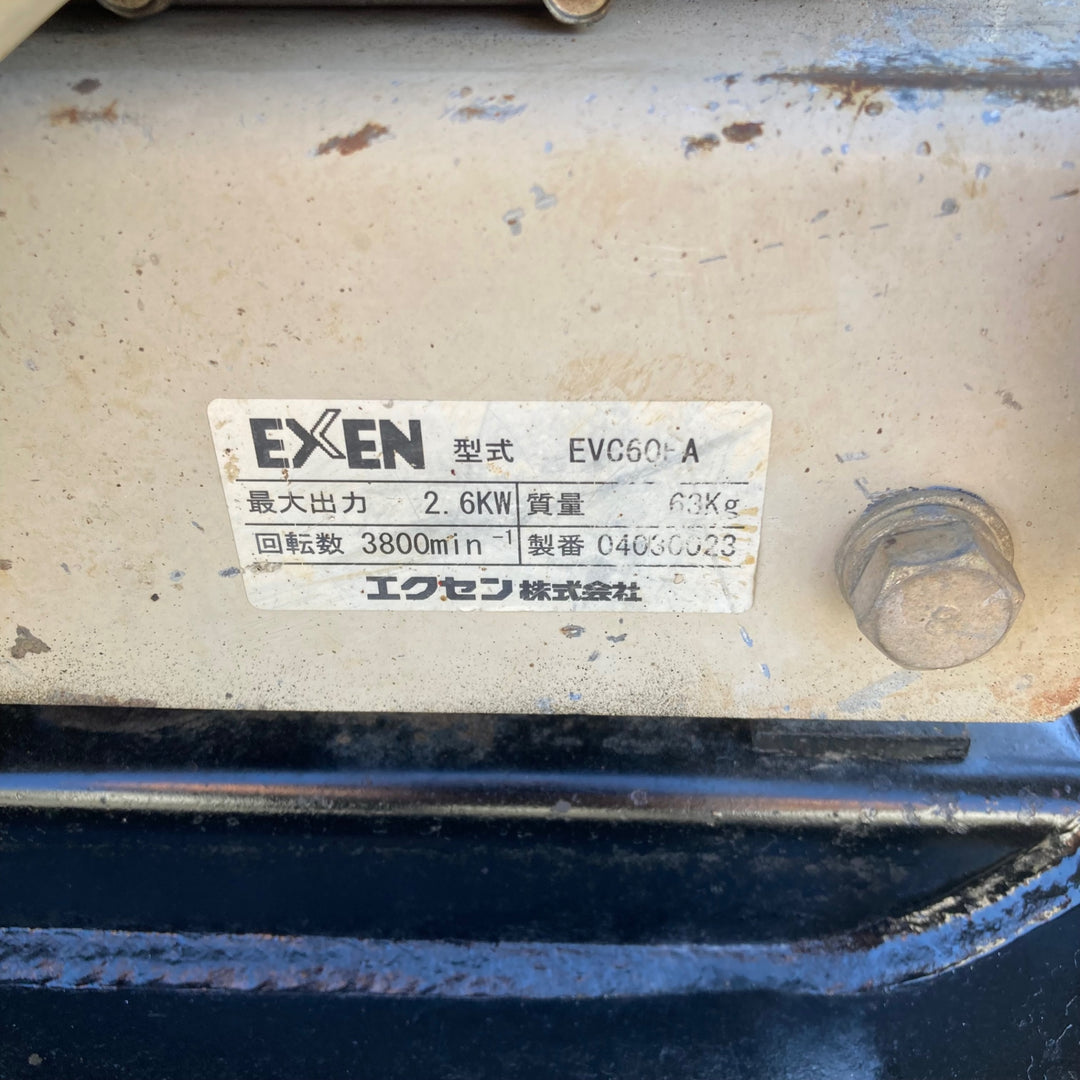 EXEN 型式
最大出力 2.6KW 質量 63Kg
回転数 3800min⁻¹ 製番 04030023
エクセン株式会社